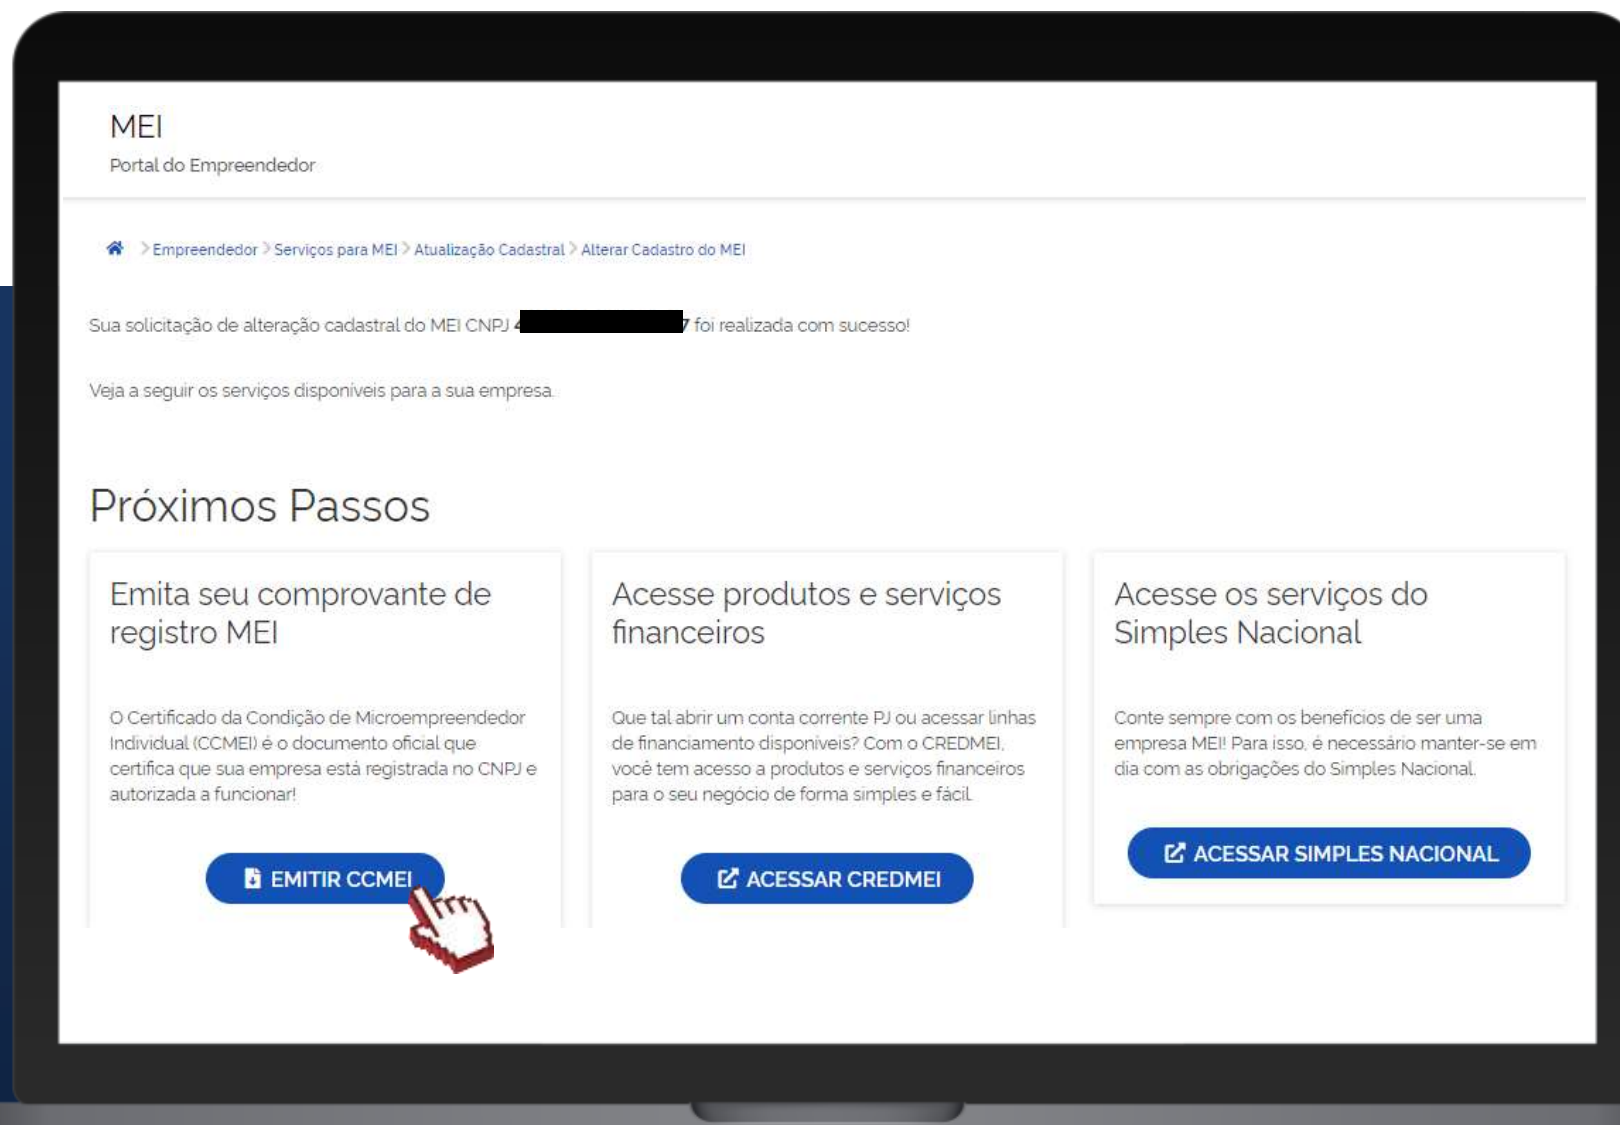 MEI
Portal do Empreendedor
Empreendedor > Serviços para MEI > Atualização Cadastral > Alterar Cadastro do MEI
Sua solicitação de alteração cadastral do MEI CNPJ 4 7 foi realizada com sucesso!
Veja a seguir os serviços disponíveis para a sua empresa.
Próximos Passos
Emita seu comprovante de
registro MEI
O Certificado da Condição de Microempreendedor
Individual (CCMEI) é o documento oficial que
certifica que sua empresa está registrada no CNPJ e
autorizada a funcionar!
EMITIR CCMEI
Acesse produtos e serviços
financeiros
Que tal abrir um conta corrente PJ ou acessar linhas
de financiamento disponíveis? Com o CREDMEI,
você tem acesso a produtos e serviços financeiros
para o seu negócio de forma simples e fácil.
ACESSAR CREDMEI
Acesse os serviços do
Simples Nacional
Conte sempre com os benefícios de ser uma
empresa MEI! Para isso, é necessário manter-se em
dia com as obrigações do Simples Nacional.
ACESSAR SIMPLES NACIONAL